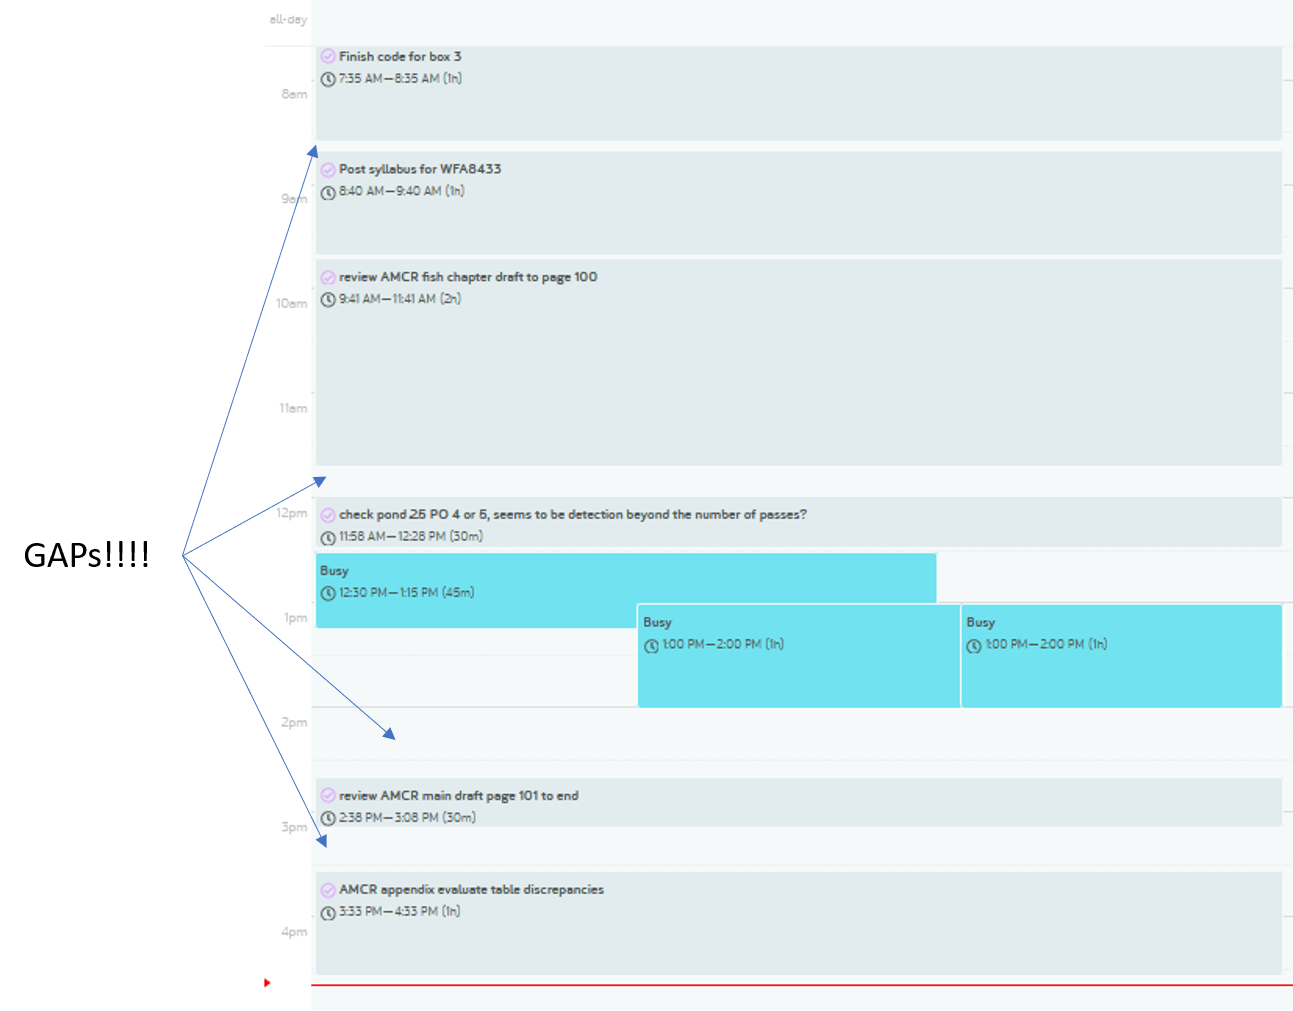 all-day
Finish code for box 3
7:35 AM—8:35 AM (1h)
8am
Post syllabus for WFA8433
8:40 AM—9:40 AM (1h)
9am
review AMCR fish chapter draft to page 100
9:41 AM—11:41 AM (2h)
10am
11am
check pond 25 PO 4 or 5, seems to be detection beyond the number of passes?
12pm
11:58 AM—12:28 PM (30m)
GAPs!!!!
Busy
12:30 PM—1:15 PM (45m)
1pm
Busy
1:00 PM—2:00 PM (1h)
Busy
1:00 PM—2:00 PM (1h)
2pm
review AMCR main draft page 101 to end
2:38 PM—3:08 PM (30m)
3pm
AMCR appendix evaluate table discrepancies
3:33 PM—4:33 PM (1h)
4pm